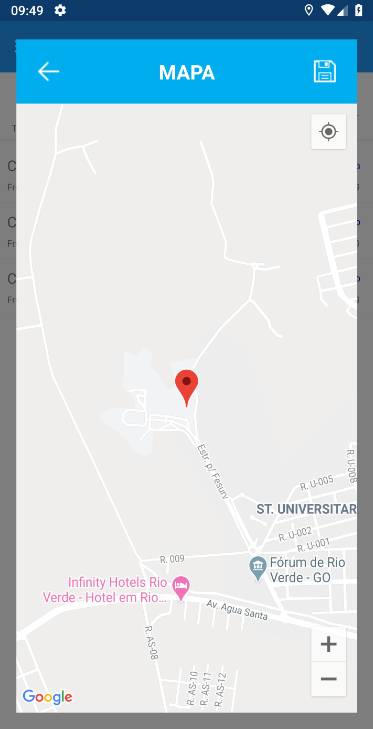 09:49
MAPA
Estr. p/ Fesurv
R. U-005
R. U-008
ST. UNIVERSITAR
R. U-002
R. U-001
Fórum de Rio
Verde - GO
R. 009
Infinity Hotels Rio
Verde - Hotel em Rio...
Av. Agua Santa
R. AS-08
R. AS-10
R. AS-11
R. AS-12
Google